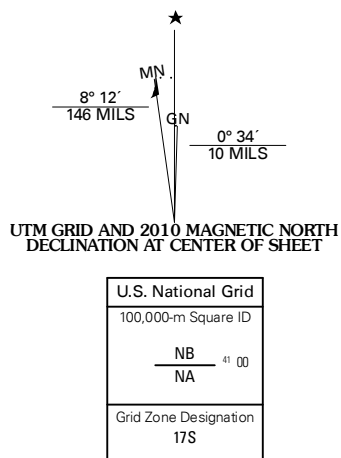 ★
MN
8° 12´
146 MILS
GN
0° 34´
10 MILS
UTM GRID AND 2010 MAGNETIC NORTH
DECLINATION AT CENTER OF SHEET
U.S. National Grid
100,000-m Square ID
NB
41 00
NA
Grid Zone Designation
17S